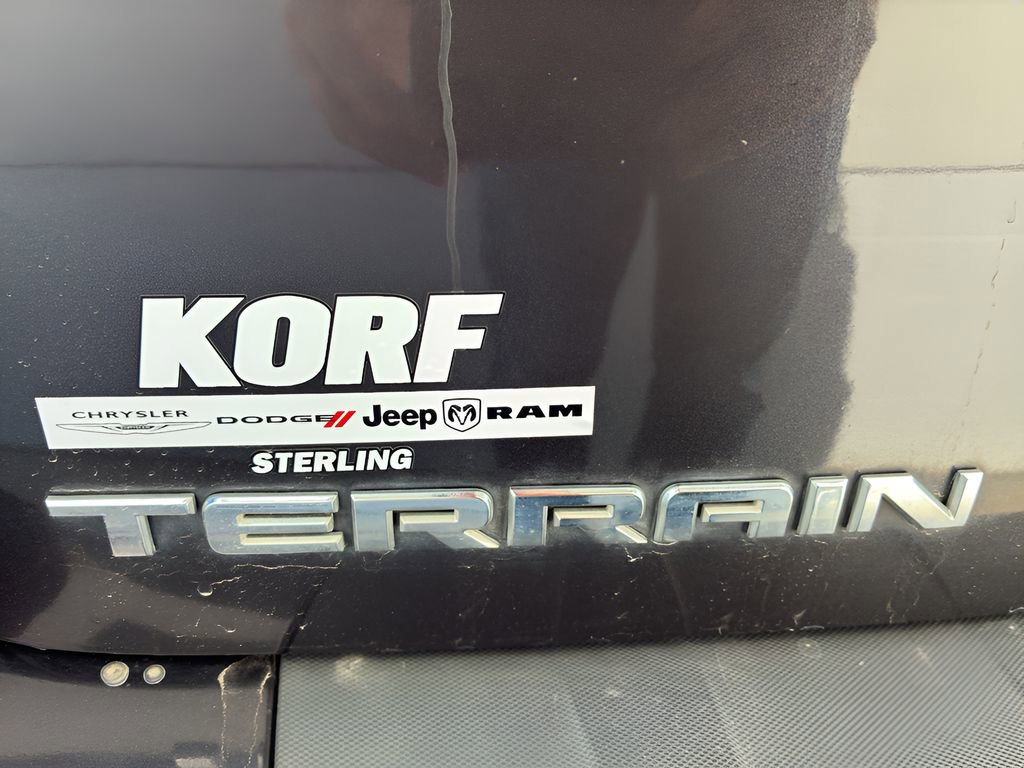 KORF
CHRYSLER DODGE Jeep RAM
STERLING
TERRAIN